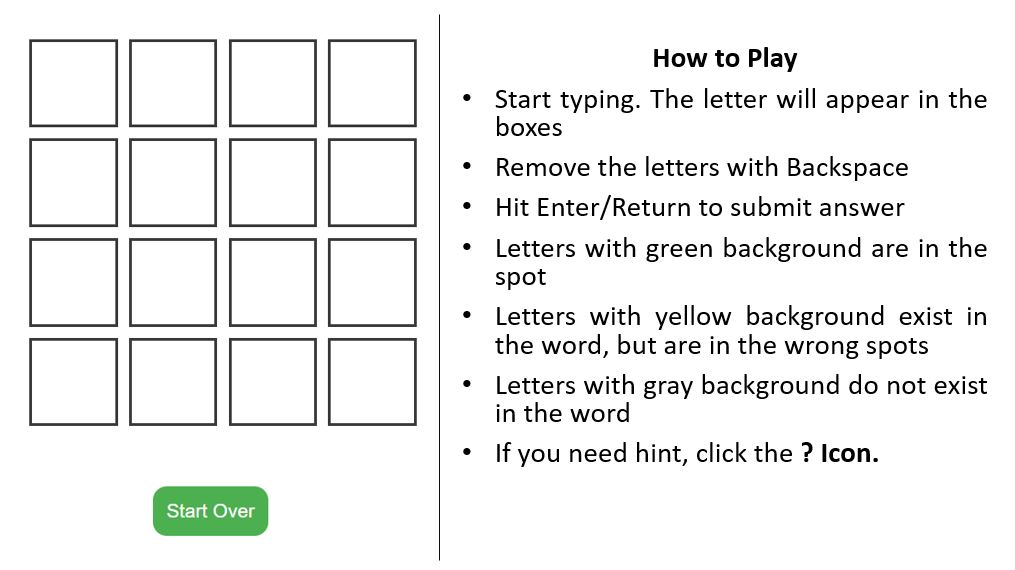 How to Play
• Start typing. The letter will appear in the
boxes
• Remove the letters with Backspace
• Hit Enter/Return to submit answer
• Letters with green background are in the
spot
• Letters with yellow background exist in
the word, but are in the wrong spots
• Letters with gray background do not exist
in the word
• If you need hint, click the ? Icon.
Start Over